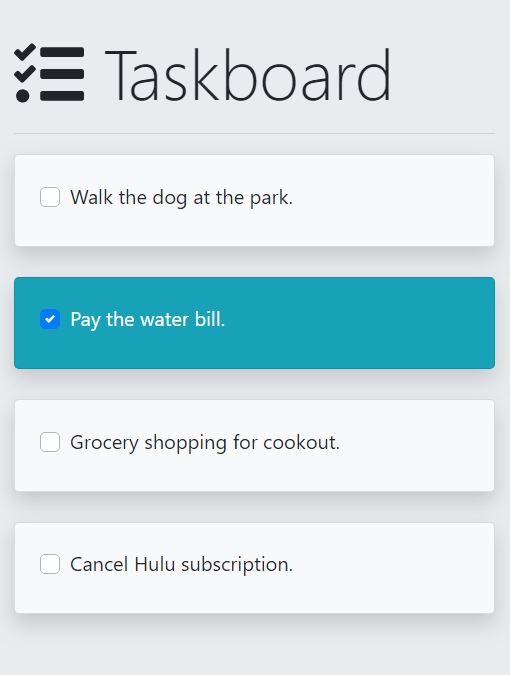 Taskboard
Walk the dog at the park.
Pay the water bill.
Grocery shopping for cookout.
Cancel Hulu subscription.